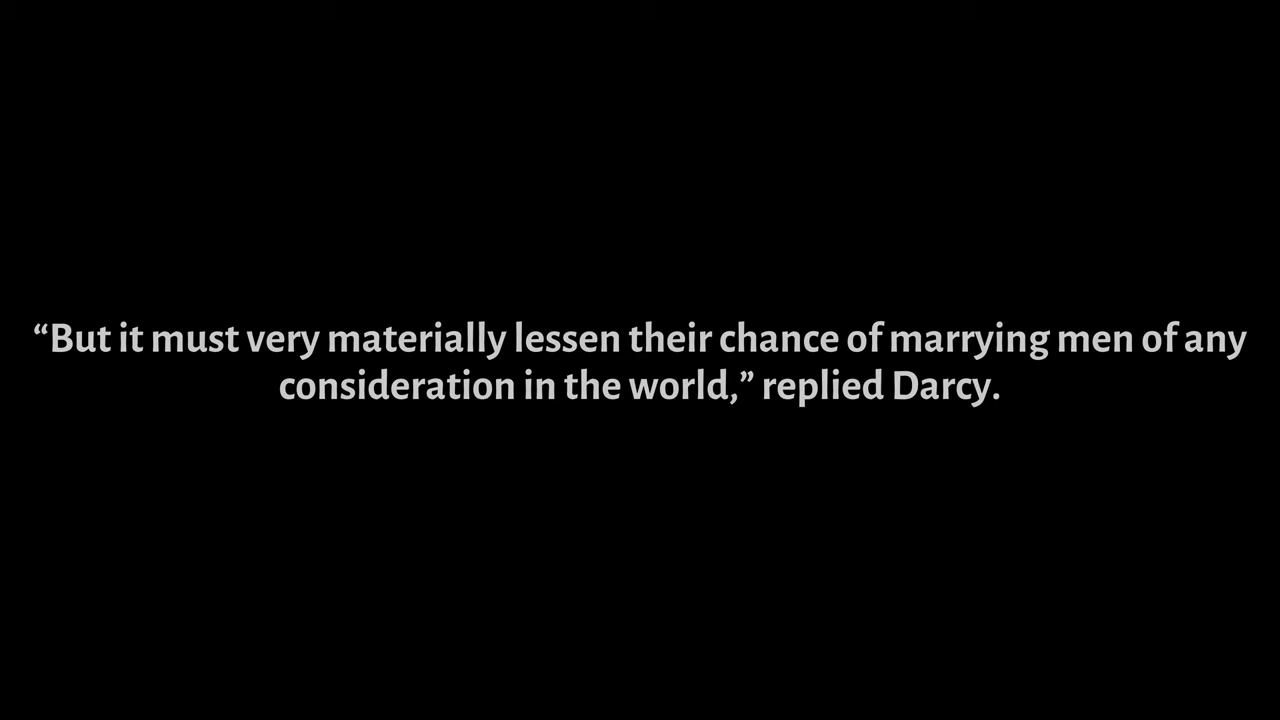 “But it must very materially lessen their chance of marrying men of any
consideration in the world,” replied Darcy.